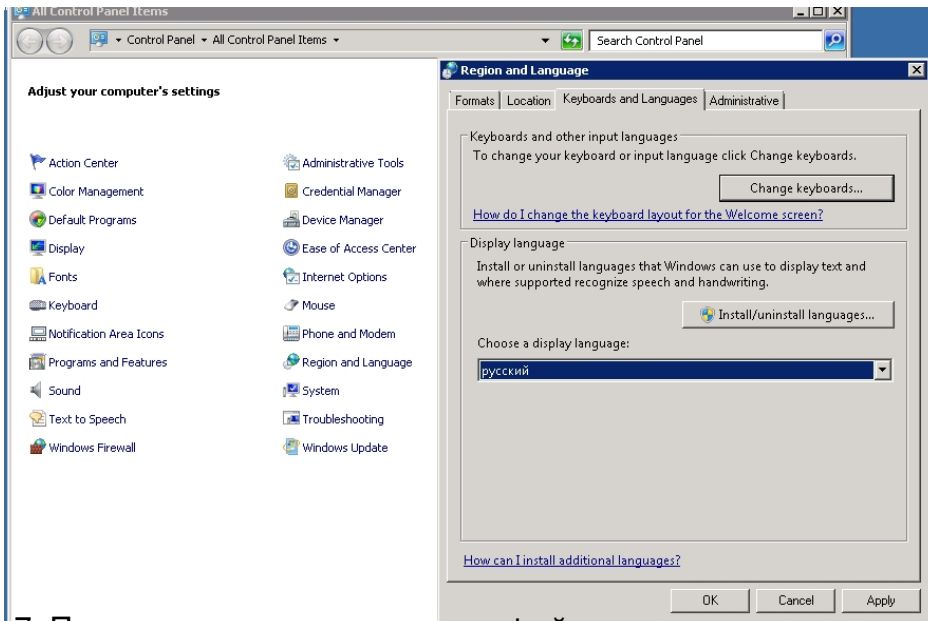 All Control Panel Items
Control Panel All Control Panel Items
Search Control Panel
Adjust your computer's settings
Action Center
Administrative Tools
Color Management
Credential Manager
Default Programs
Device Manager
Display
Ease of Access Center
Fonts
Internet Options
Keyboard
Mouse
Notification Area Icons
Phone and Modem
Programs and Features
Region and Language
Sound
System
Text to Speech
Troubleshooting
Windows Firewall
Windows Update
Region and Language
Formats Location Keyboards and Languages Administrative
Keyboards and other input languages
To change your keyboard or input language click Change keyboards.
Change keyboards...
How do I change the keyboard layout for the Welcome screen?
Display language
Install or uninstall languages that Windows can use to display text and
where supported recognize speech and handwriting.
Install/uninstall languages...
Choose a display language:
русский
How can I install additional languages?
OK Cancel Apply